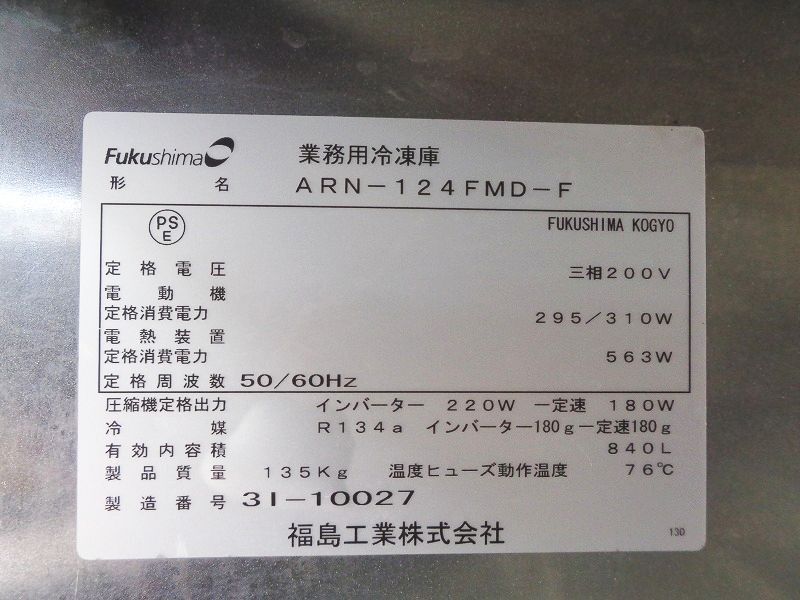 Fukushima 業務用冷凍庫
形名 ARN-124FMD-F
PS E FUKUSHIMA KOGYO
定格電圧 三相200V
電動機
定格消費電力 295/310W
電熱装置
定格消費電力 563W
定格周波数 50/60Hz
圧縮機定格出力 インバーター 220W 一定速 180W
冷媒 R134a インバーター180g一定速180g
有効内容積 840L
製品質量 135Kg 温度ヒューズ動作温度 76℃
製造番号 31-10027
福島工業株式会社 130